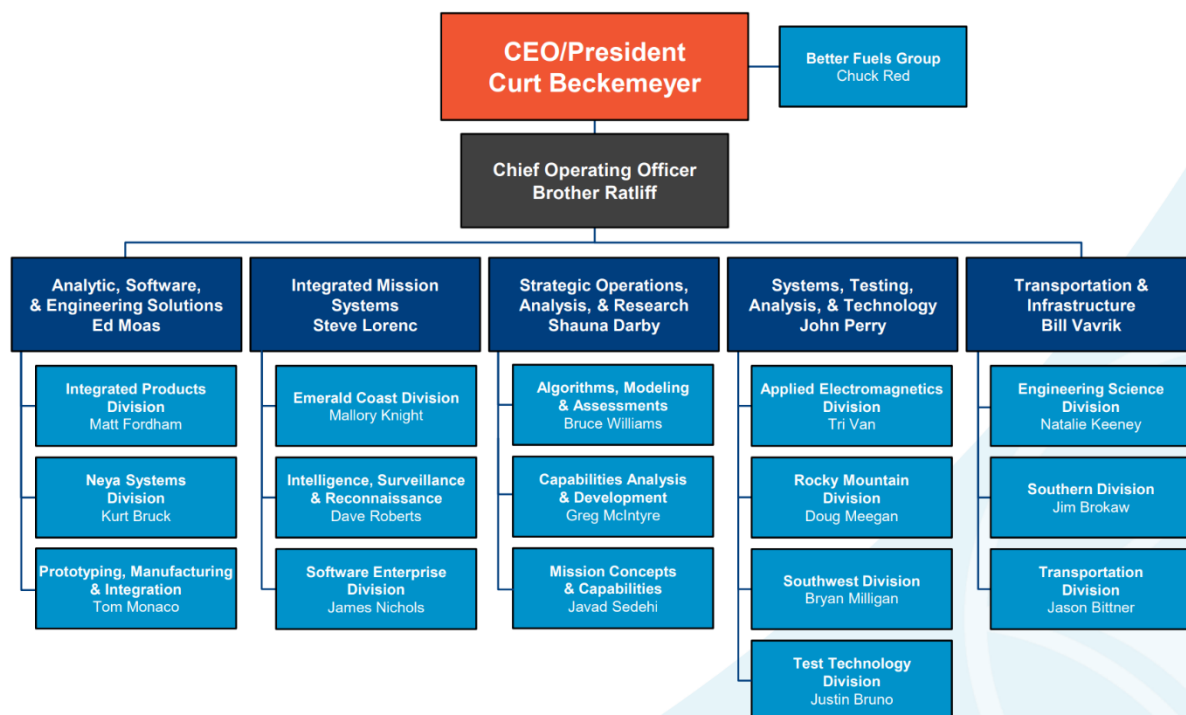 CEO/President
Curt Beckemeyer
Better Fuels Group
Chuck Red
Chief Operating Officer
Brother Ratliff
Analytic, Software,
& Engineering Solutions
Ed Moas
Integrated Products
Division
Matt Fordham
Neya Systems
Division
Kurt Bruck
Prototyping, Manufacturing
& Integration
Tom Monaco
Integrated Mission
Systems
Steve Lorenc
Emerald Coast Division
Mallory Knight
Intelligence, Surveillance
& Reconnaissance
Dave Roberts
Software Enterprise
Division
James Nichols
Strategic Operations,
Analysis, & Research
Shauna Darby
Algorithms, Modeling
& Assessments
Bruce Williams
Capabilities Analysis
& Development
Greg McIntyre
Mission Concepts
& Capabilities
Javad Sedehi
Systems, Testing,
Analysis, & Technology
John Perry
Applied Electromagnetics
Division
Tri Van
Rocky Mountain
Division
Doug Meegan
Southwest Division
Bryan Milligan
Test Technology
Division
Justin Bruno
Transportation &
Infrastructure
Bill Vavrik
Engineering Science
Division
Natalie Keeney
Southern Division
Jim Brokaw
Transportation
Division
Jason Bittner